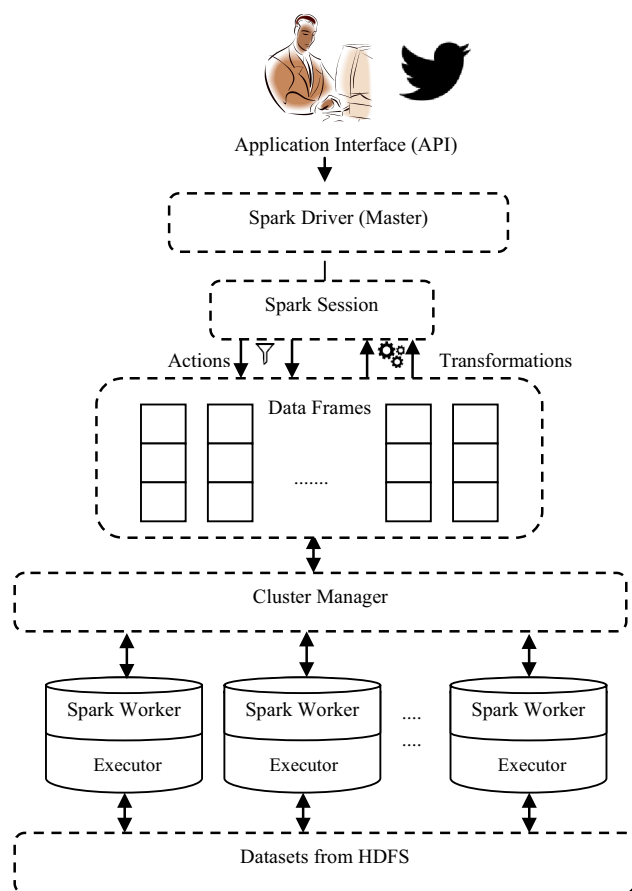 Application Interface (API)
Spark Driver (Master)
Spark Session
Actions
Transformations
Data Frames
.......
Cluster Manager
Spark Worker
Spark Worker
....
Spark Worker
....
Executor
Executor
Executor
Datasets from HDFS